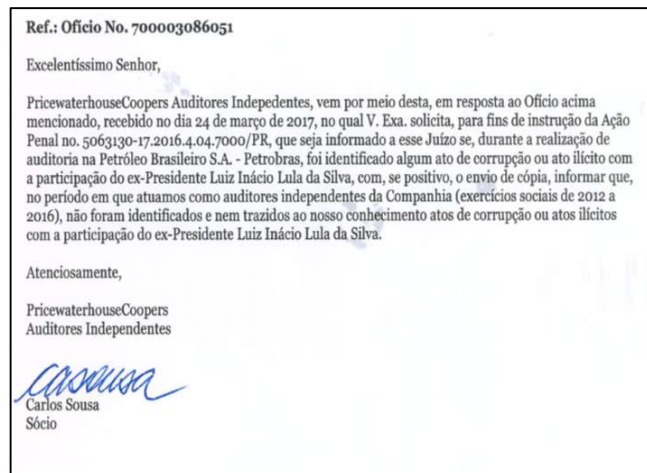 Ref.: Ofício No. 700003086051
Excelentíssimo Senhor,
PricewaterhouseCoopers Auditores Indepedentes, vem por meio desta, em resposta ao Ofício acima
mencionado, recebido no dia 24 de março de 2017, no qual V. Exa. solicita, para fins de instrução da Ação
Penal no. 5063130-17.2016.4.04.7000/PR, que seja informado a esse Juízo se, durante a realização de
auditoria na Petróleo Brasileiro S.A. - Petrobras, foi identificado algum ato de corrupção ou ato ilícito com
a participação do ex-Presidente Luiz Inácio Lula da Silva, com, se positivo, o envio de cópia, informar que,
no período em que atuamos como auditores independentes da Companhia (exercícios sociais de 2012 a
2016), não foram identificados e nem trazidos ao nosso conhecimento atos de corrupção ou atos ilícitos
com a participação do ex-Presidente Luiz Inácio Lula da Silva.
Atenciosamente,
PricewaterhouseCoopers
Auditores Independentes
casousa
Carlos Sousa
Sócio